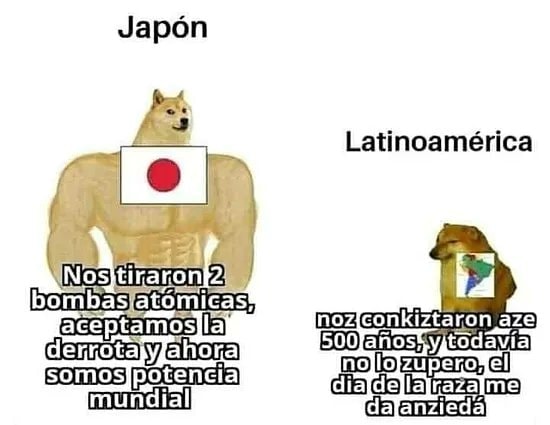 Japón
Nos tiraron 2
bombas atómicas,
aceptamos la
derrota y ahora
somos potencia
mundial
Latinoamérica
noz conkiztaron aze
500 años, y todavía
no lo zupero, el
dia de la raza me
da anziedá